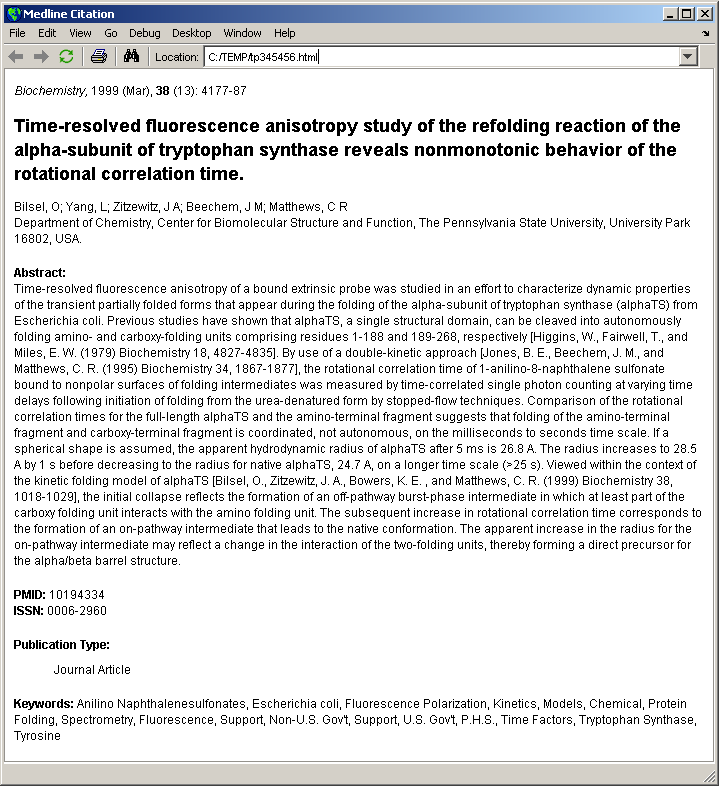 Medline Citation
File Edit View Go Debug Desktop Window Help
Location: C:/TEMP/tp345456.html
Biochemistry, 1999 (Mar), 38 (13): 4177-87
Time-resolved fluorescence anisotropy study of the refolding reaction of the
alpha-subunit of tryptophan synthase reveals nonmonotonic behavior of the
rotational correlation time.
Bilsel, O; Yang, L; Zitzewitz, J A; Beechem, J M; Matthews, C R
Department of Chemistry, Center for Biomolecular Structure and Function, The Pennsylvania State University, University Park
16802, USA.
Abstract:
Time-resolved fluorescence anisotropy of a bound extrinsic probe was studied in an effort to characterize dynamic properties
of the transient partially folded forms that appear during the folding of the alpha-subunit of tryptophan synthase (alphaTS) from
Escherichia coli. Previous studies have shown that alphaTS, a single structural domain, can be cleaved into autonomously
folding amino- and carboxy-folding units comprising residues 1-188 and 189-268, respectively [Higgins, W., Fairwell, T., and
Miles, E. W. (1979) Biochemistry 18, 4827-4835]. By use of a double-kinetic approach [Jones, B. E., Beechem, J. M., and
Matthews, C. R. (1995) Biochemistry 34, 1867-1877], the rotational correlation time of 1-anilino-8-naphthalene sulfonate
bound to nonpolar surfaces of folding intermediates was measured by time-correlated single photon counting at varying time
delays following initiation of folding from the urea-denatured form by stopped-flow techniques. Comparison of the rotational
correlation times for the full-length alphaTS and the amino-terminal fragment suggests that folding of the amino-terminal
fragment and carboxy-terminal fragment is coordinated, not autonomous, on the milliseconds to seconds time scale. If a
spherical shape is assumed, the apparent hydrodynamic radius of alphaTS after 5 ms is 26.8 A. The radius increases to 28.5
A by 1 s before decreasing to the radius for native alphaTS, 24.7 A, on a longer time scale (>25 s). Viewed within the context of
the kinetic folding model of alphaTS [Bilsel, O., Zitzewitz, J. A., Bowers, K. E. , and Matthews, C. R. (1999) Biochemistry 38,
1018-1029], the initial collapse reflects the formation of an off-pathway burst-phase intermediate in which at least part of the
carboxy folding unit interacts with the amino folding unit. The subsequent increase in rotational correlation time corresponds to
the formation of an on-pathway intermediate that leads to the native conformation. The apparent increase in the radius for the
on-pathway intermediate may reflect a change in the interaction of the two-folding units, thereby forming a direct precursor for
the alpha/beta barrel structure.
PMID: 10194334
ISSN: 0006-2960
Publication Type:
Journal Article
Keywords: Anilino Naphthalenesulfonates, Escherichia coli, Fluorescence Polarization, Kinetics, Models, Chemical, Protein
Folding, Spectrometry, Fluorescence, Support, Non-U.S. Gov't, Support, U.S. Gov't, P.H.S., Time Factors, Tryptophan Synthase,
Tyrosine